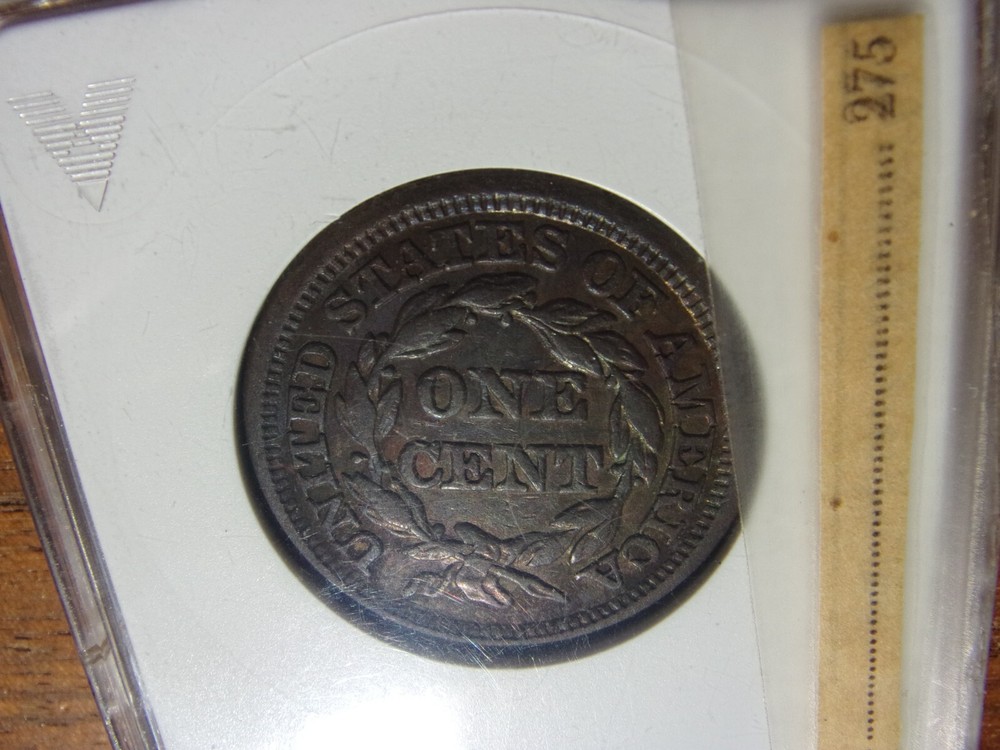 UNITED STATES OF AMERICA
ONE
CENT
275